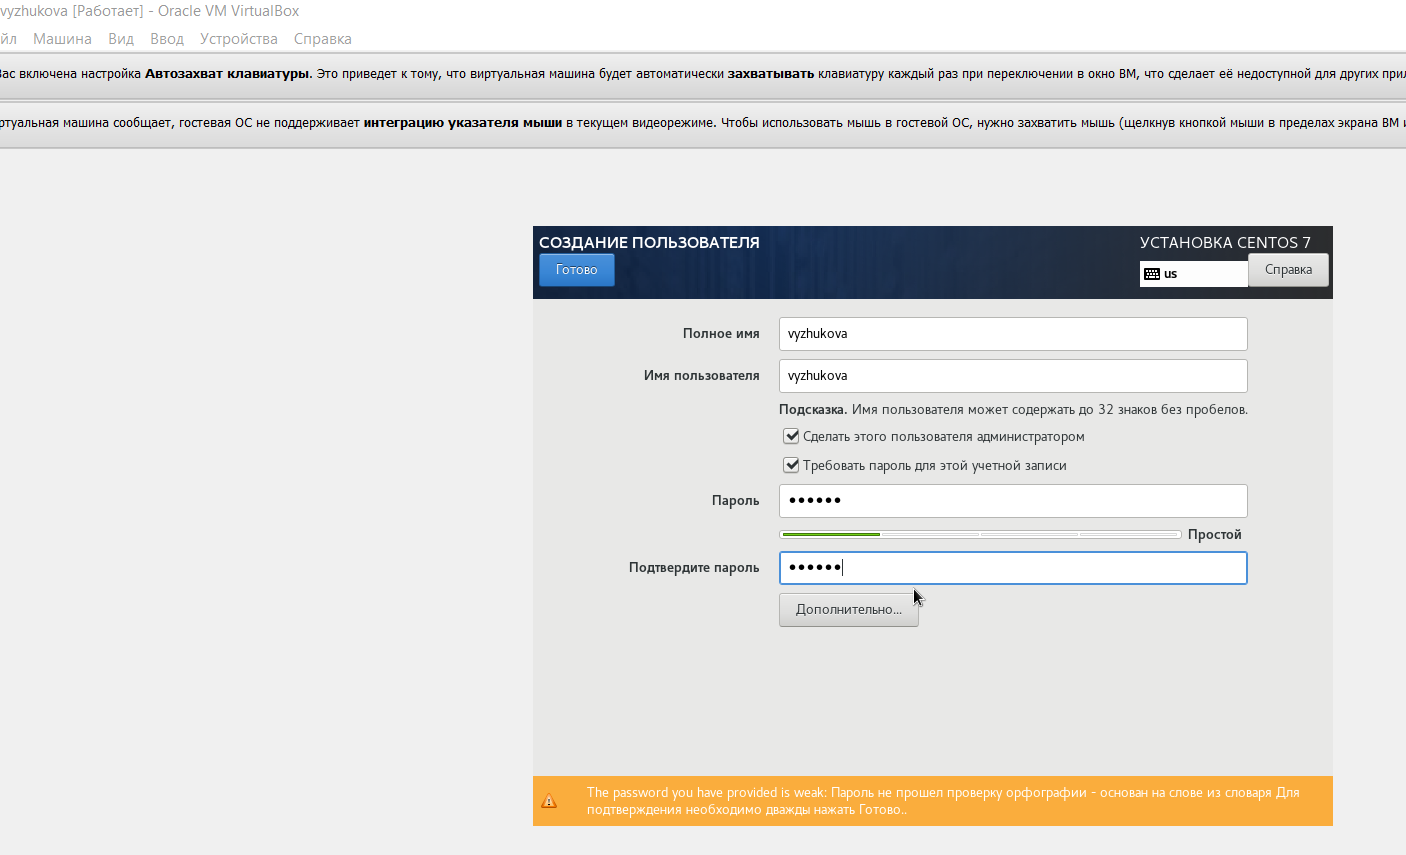 vyzhukova [Работает] - Oracle VM VirtualBox
йл Машина Вид Ввод Устройства Справка
Вас включена настройка Автозахват клавиатуры. Это приведет к тому, что виртуальная машина будет автоматически захватывать клавиатуру каждый раз при переключении в окно ВМ, что сделает её недоступной для других при
ртуальная машина сообщает, гостевая ОС не поддерживает интеграцию указателя мыши в текущем видеорежиме. Чтобы использовать мышь в гостевой ОС, нужно захватить мышь (щелкнув кнопкой мыши в пределах экрана ВМ и
СОЗДАНИЕ ПОЛЬЗОВАТЕЛЯ
УСТАНОВКА CENTOS 7
Готово
us
Справка
Полное имя vyzhukova
Имя пользователя vyzhukova
Подсказка. Имя пользователя может содержать до 32 знаков без пробелов.
Сделать этого пользователя администратором
Требовать пароль для этой учетной записи
Пароль ••••••
Простой
Подтвердите пароль ••••••
Дополнительно...
The password you have provided is weak: Пароль не прошел проверку орфографии - основан на слове из словаря Для
подтверждения необходимо дважды нажать Готово..